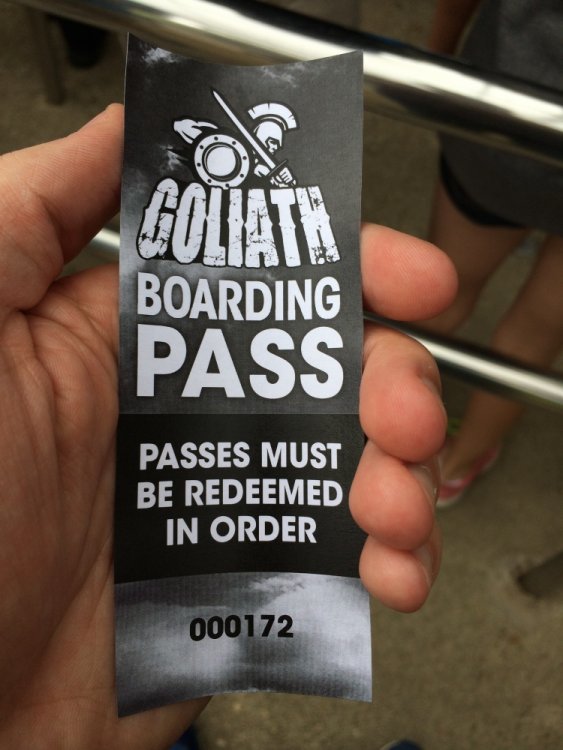 GOLIATH
BOARDING
PASS
PASSES MUST
BE REDEEMED
IN ORDER
000172